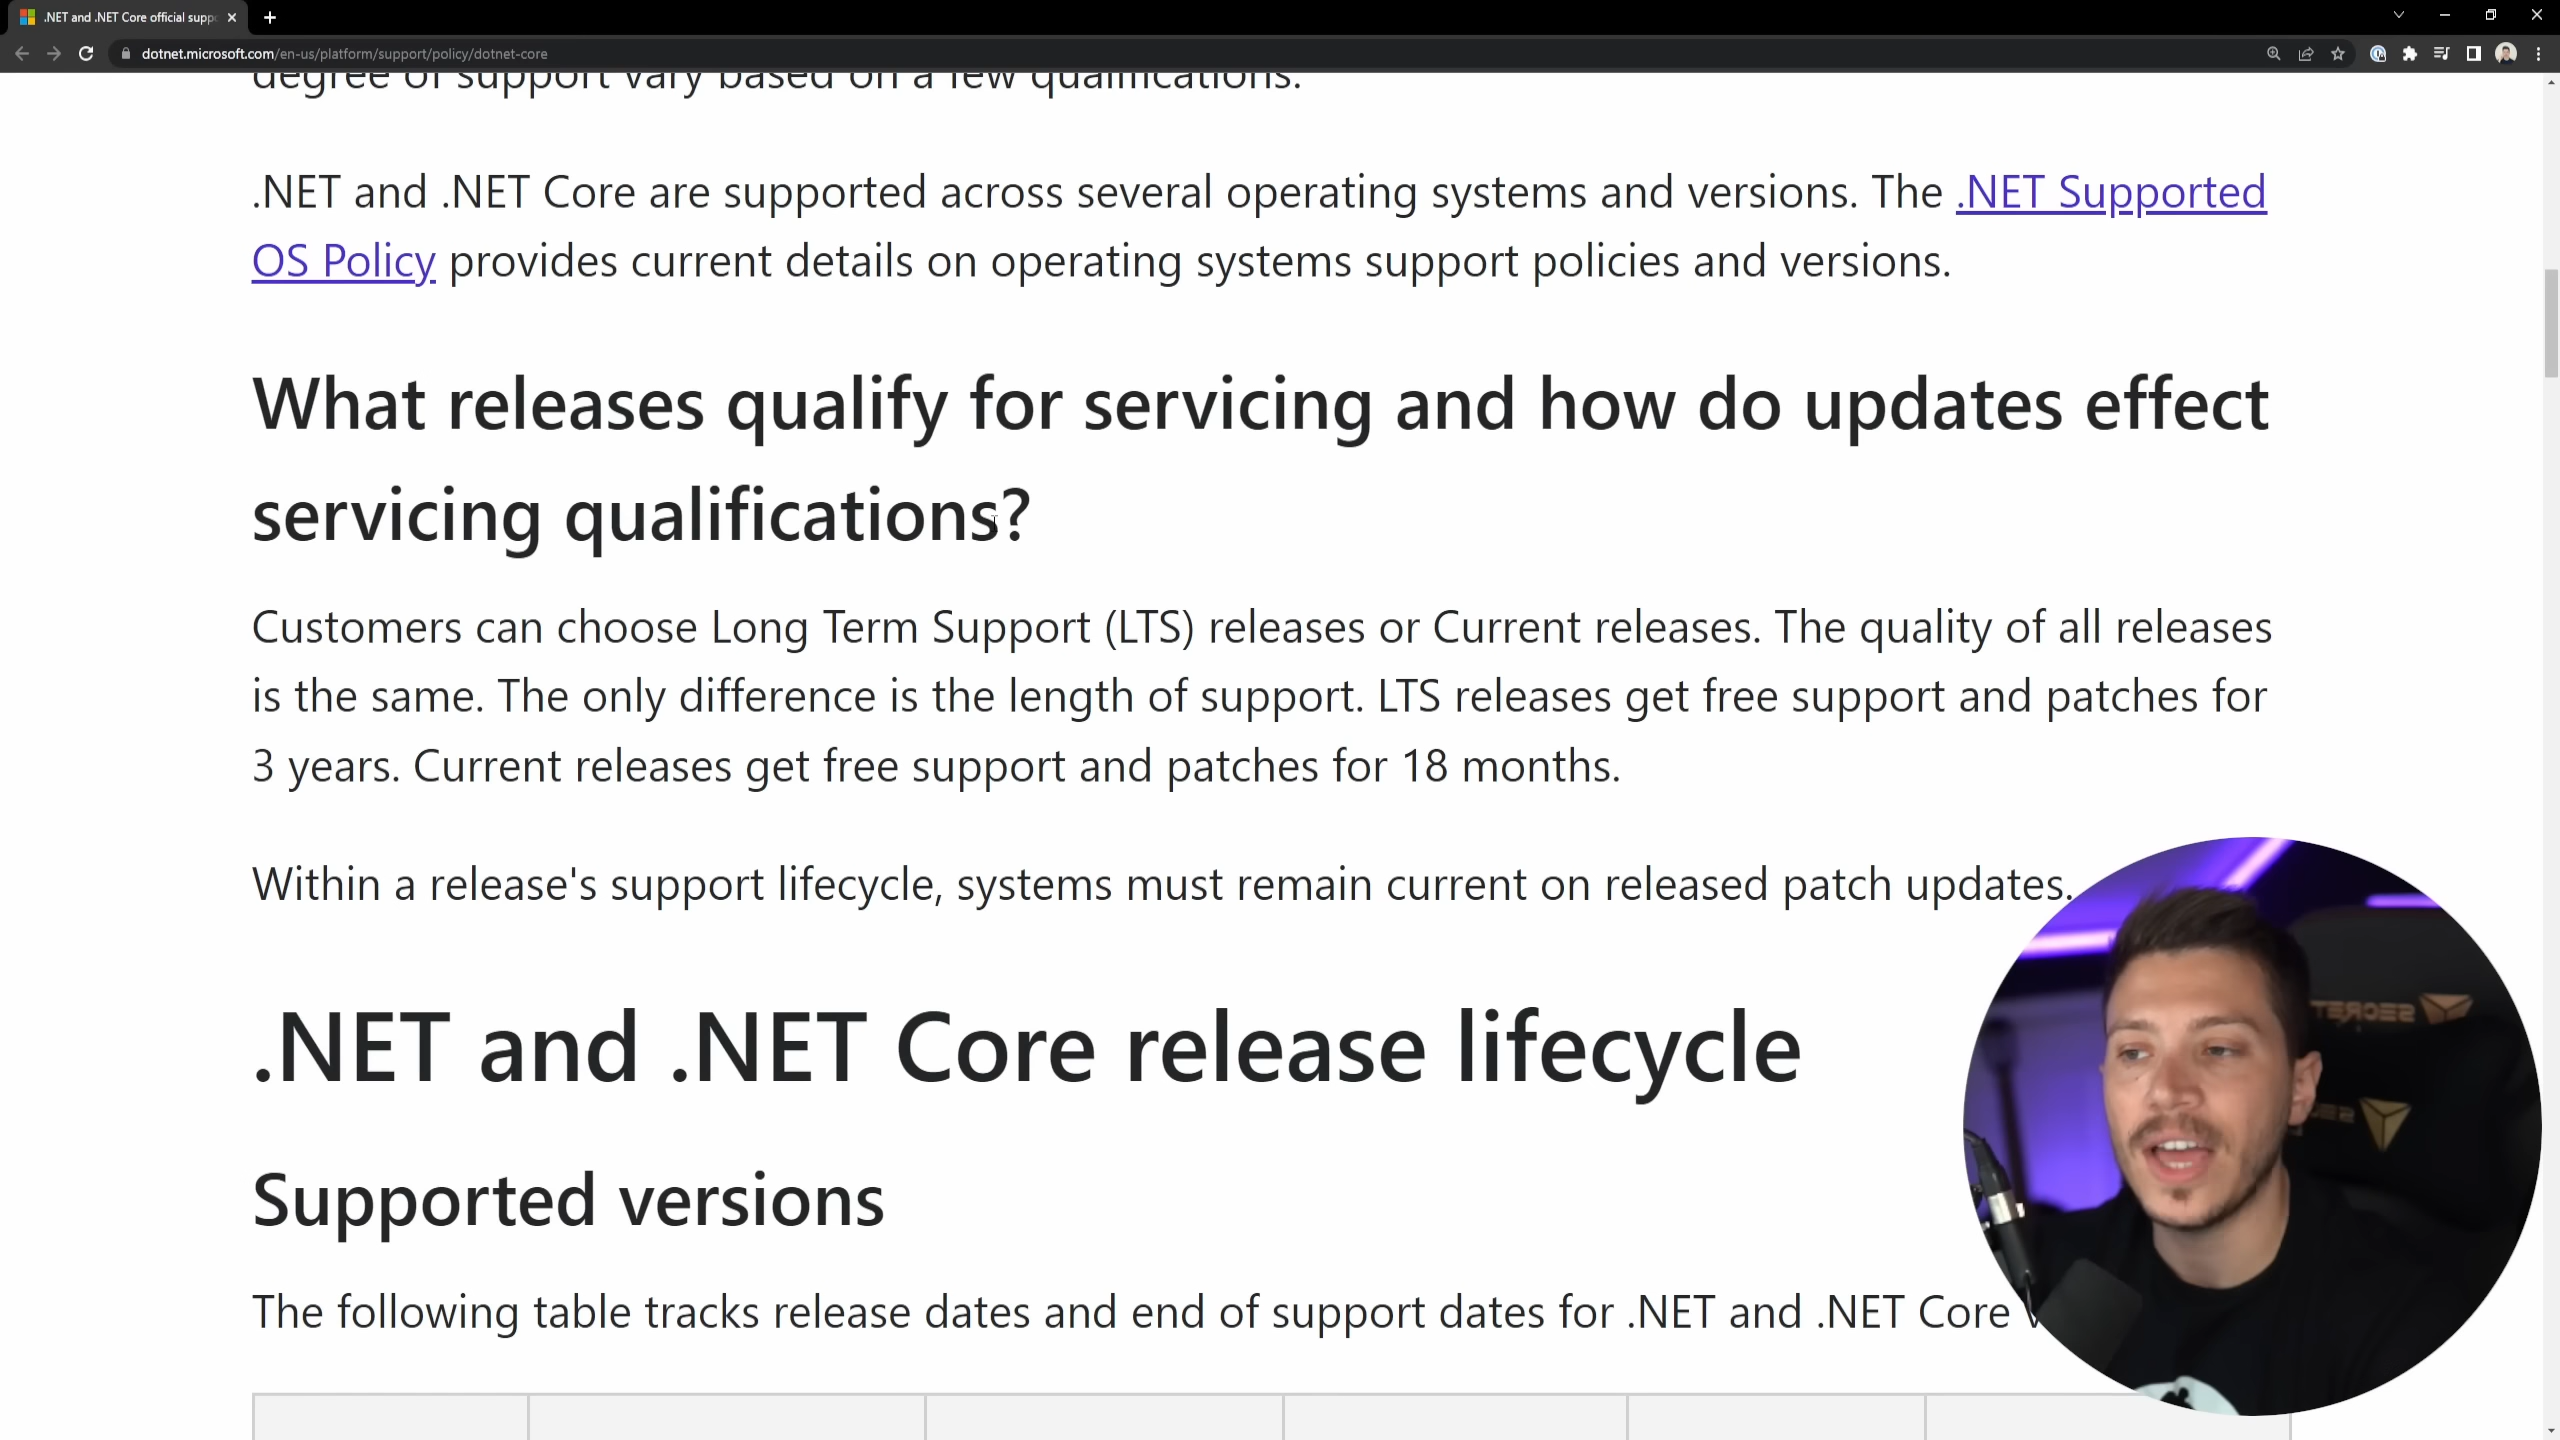 .NET and .NET Core official supp
dotnet.microsoft.com/en-us/platform/support/policy/dotnet-core
degree of support vary based on a few qualifications.
.NET and .NET Core are supported across several operating systems and versions. The .NET Supported
OS Policy provides current details on operating systems support policies and versions.
What releases qualify for servicing and how do updates effect
servicing qualifications?
Customers can choose Long Term Support (LTS) releases or Current releases. The quality of all releases
is the same. The only difference is the length of support. LTS releases get free support and patches for
3 years. Current releases get free support and patches for 18 months.
Within a release's support lifecycle, systems must remain current on released patch updates.
.NET and .NET Core release lifecycle
SECRET
Supported versions
The following table tracks release dates and end of support dates for .NET and .NET Core